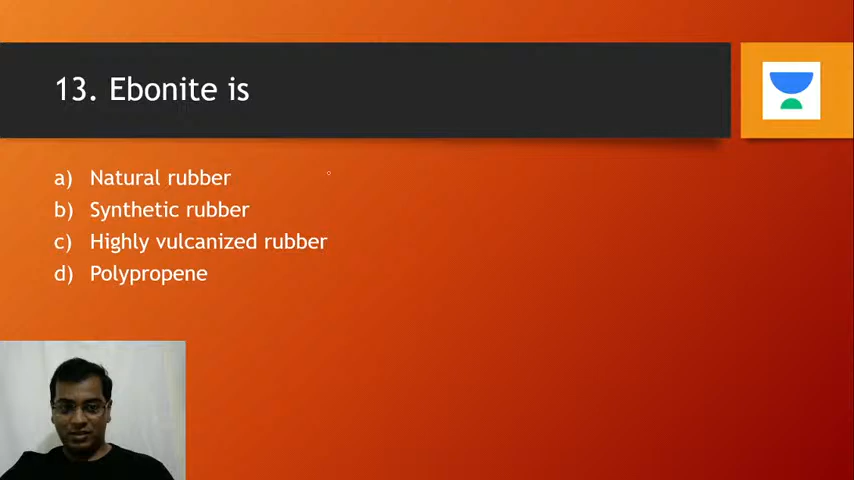 13. Ebonite is
a) Natural rubber
b) Synthetic rubber
c) Highly vulcanized rubber
d) Polypropene